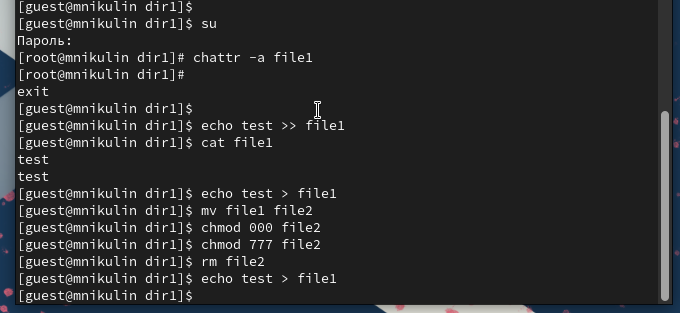 [guest@mnikulin dir1]$
[guest@mnikulin dir1]$ su
Пароль:
[root@mnikulin dir1]# chattr -a file1
[root@mnikulin dir1]#
exit
[guest@mnikulin dir1]$
[guest@mnikulin dir1]$ echo test >> file1
[guest@mnikulin dir1]$ cat file1
test
test
[guest@mnikulin dir1]$ echo test > file1
[guest@mnikulin dir1]$ mv file1 file2
[guest@mnikulin dir1]$ chmod 000 file2
[guest@mnikulin dir1]$ chmod 777 file2
[guest@mnikulin dir1]$ rm file2
[guest@mnikulin dir1]$ echo test > file1
[guest@mnikulin dir1]$